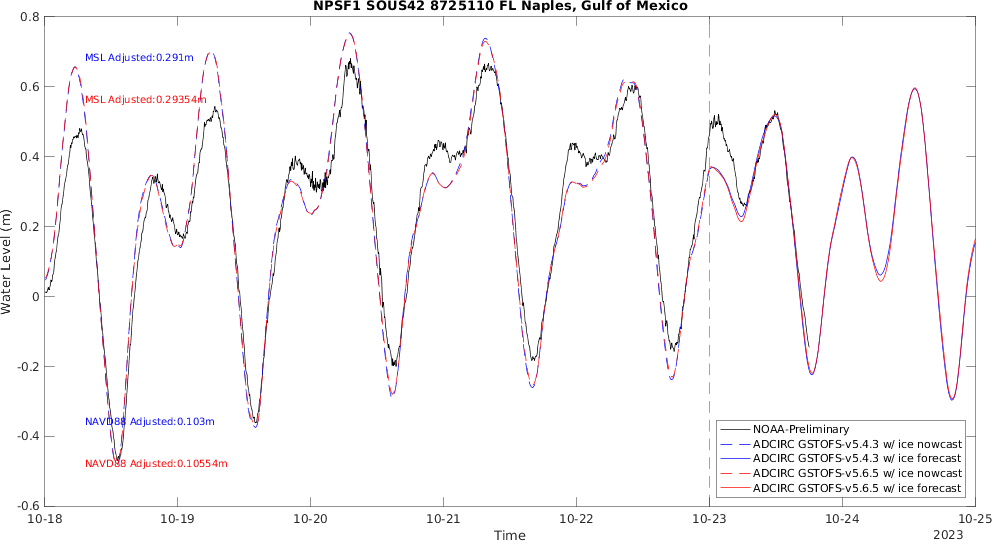 NPSF1 SOUS42 8725110 FL Naples, Gulf of Mexico
0.8
0.6
0.4
0.2
0
-0.2
-0.4
-0.6
Water Level (m)
MSL Adjusted:0.291m
MSL Adjusted:0.29354m
NAVD88 Adjusted:0.103m
NAVD88 Adjusted:0.10554m
NOAA-Preliminary
ADCIRC GSTOFS-v5.4.3 w/ ice nowcast
ADCIRC GSTOFS-v5.4.3 w/ ice forecast
ADCIRC GSTOFS-v5.6.5 w/ ice nowcast
ADCIRC GSTOFS-v5.6.5 w/ ice forecast
10-18 10-19 10-20 10-21 10-22 10-23 10-24 10-25
Time
2023